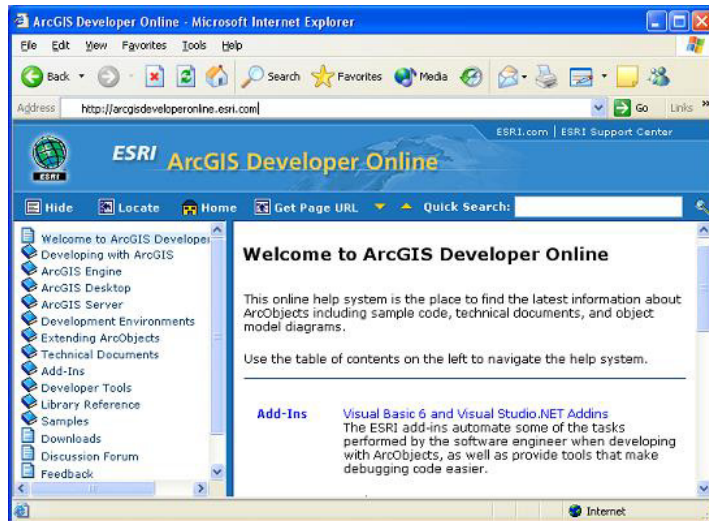 ArcGIS Developer Online - Microsoft Internet Explorer
File Edit View Favorites Tools Help
Back Search Favorites Media
Address http://arcgisdeveloperonline.esri.com Go Links »
ESRI.com | ESRI Support Center
ESRI ArcGIS Developer Online
ESRI
Hide Locate Home Get Page URL Quick Search:
Welcome to ArcGIS Developer
Developing with ArcGIS
ArcGIS Engine
ArcGIS Desktop
ArcGIS Server
Development Environments
Extending ArcObjects
Technical Documents
Add-Ins
Developer Tools
Library Reference
Samples
Downloads
Discussion Forum
Feedback
Welcome to ArcGIS Developer Online
This online help system is the place to find the latest information about
ArcObjects including sample code, technical documents, and object
model diagrams.
Use the table of contents on the left to navigate the help system.
Add-Ins Visual Basic 6 and Visual Studio.NET Addins
The ESRI add-ins automate some of the tasks
performed by the software engineer when developing
with ArcObjects, as well as provide tools that make
debugging code easier.
Internet